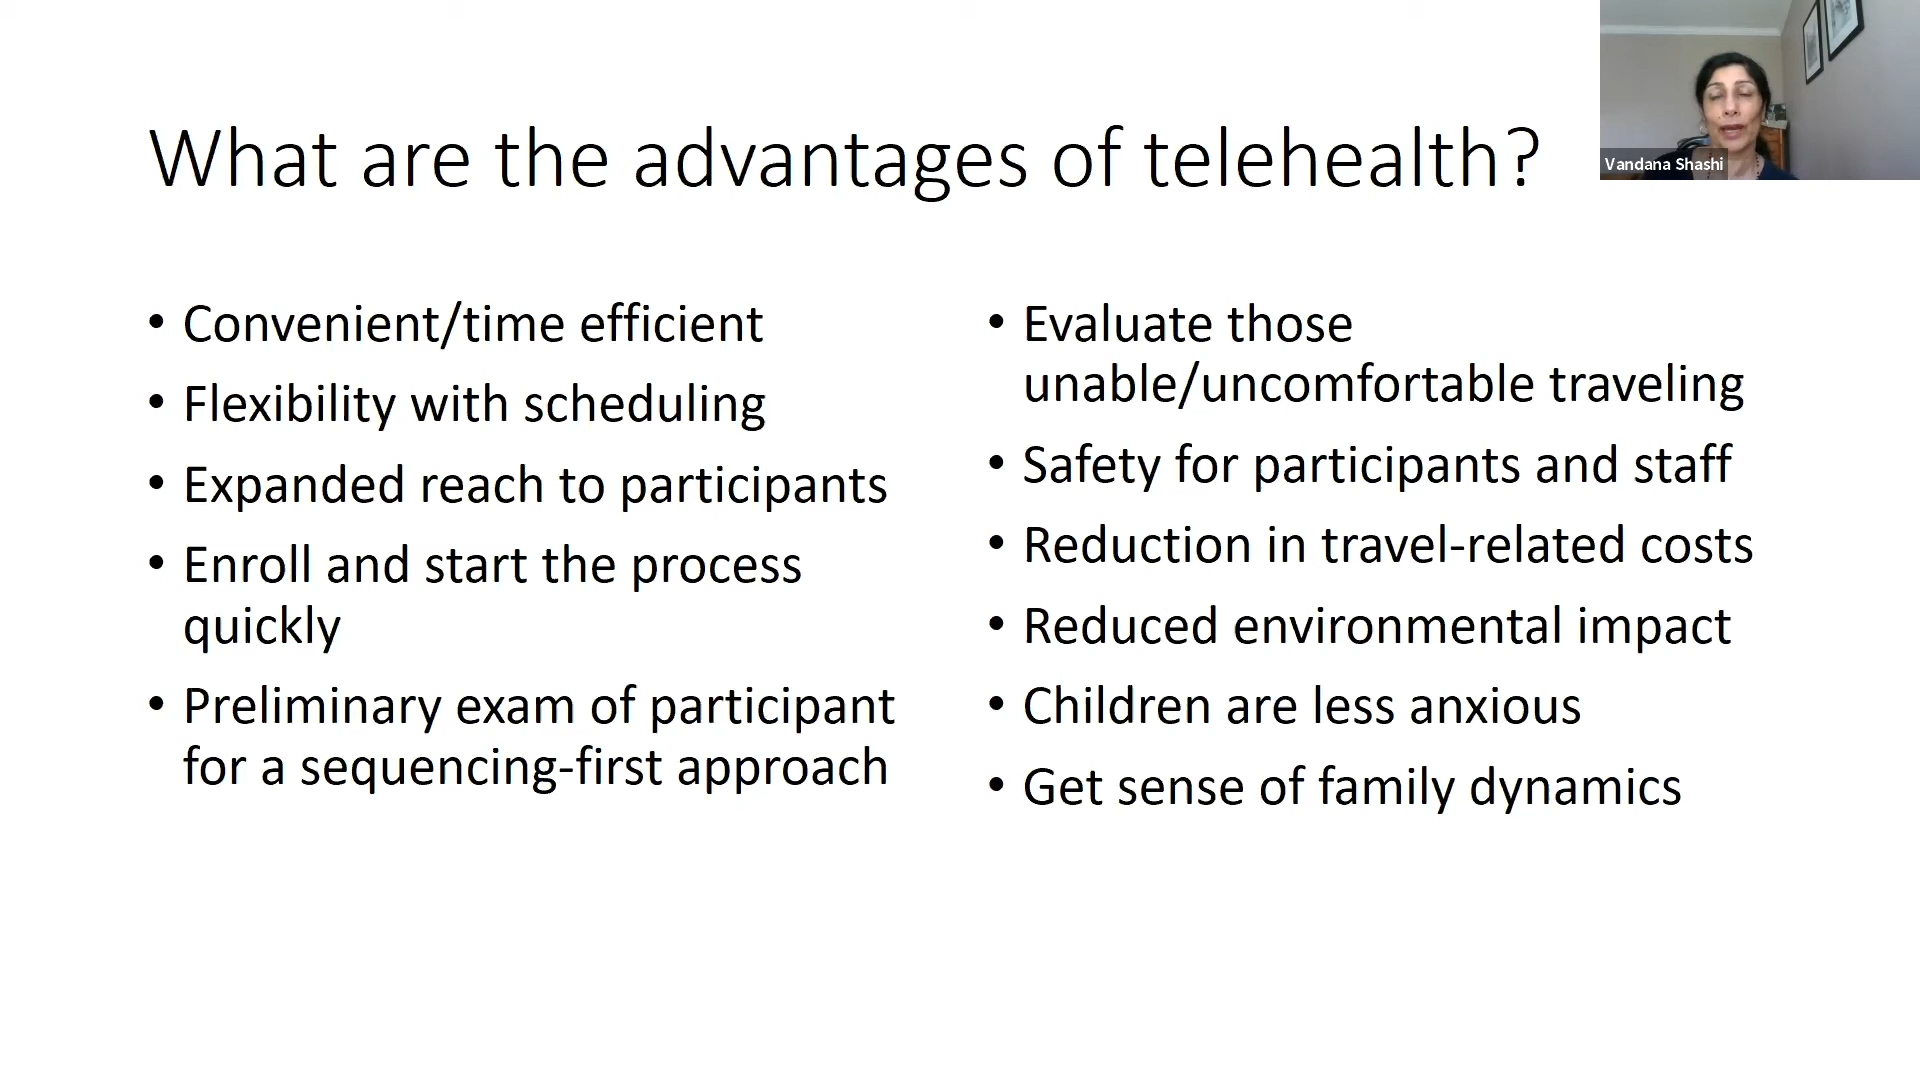 What are the advantages of telehealth?
Vandana Shashi
• Convenient/time efficient
• Flexibility with scheduling
• Expanded reach to participants
• Enroll and start the process
quickly
• Preliminary exam of participant
for a sequencing-first approach
• Evaluate those
unable/uncomfortable traveling
• Safety for participants and staff
• Reduction in travel-related costs
• Reduced environmental impact
• Children are less anxious
• Get sense of family dynamics